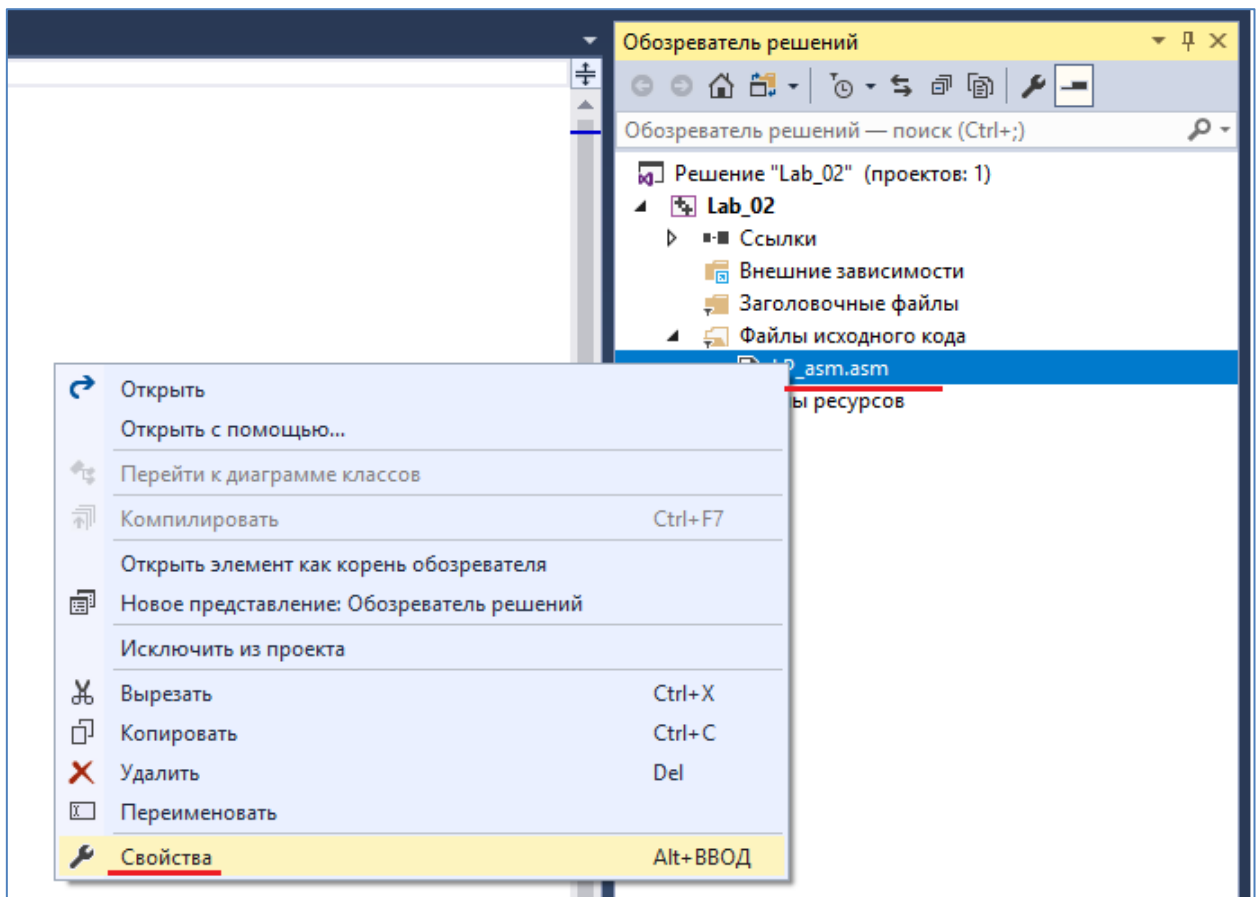 Обозреватель решений
Обозреватель решений — поиск (Ctrl+;)
Решение "Lab_02" (проектов: 1)
Lab_02
Ссылки
Внешние зависимости
Заголовочные файлы
Файлы исходного кода
_asm.asm
ы ресурсов
Открыть
Открыть с помощью...
Перейти к диаграмме классов
Компилировать Ctrl+F7
Открыть элемент как корень обозревателя
Новое представление: Обозреватель решений
Исключить из проекта
Вырезать Ctrl+X
Копировать Ctrl+C
Удалить Del
Переименовать
Свойства Alt+ВВОД